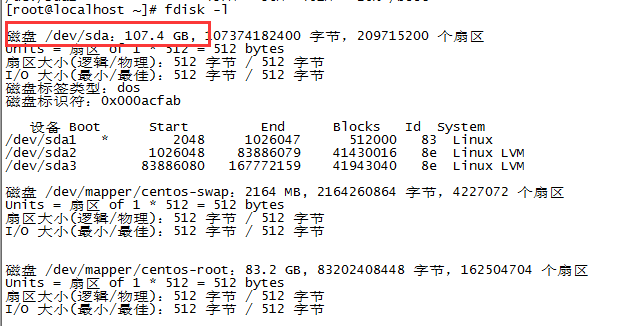 [root@localhost ~]# fdisk -l
磁盘 /dev/sda：107.4 GB, 107374182400 字节，209715200 个扇区
Units = 扇区 of 1 * 512 = 512 bytes
扇区大小(逻辑/物理)：512 字节 / 512 字节
I/O 大小(最小/最佳)：512 字节 / 512 字节
磁盘标签类型：dos
磁盘标识符：0x000acfab
设备 Boot Start End Blocks Id System
/dev/sda1 * 2048 1026047 512000 83 Linux
/dev/sda2 1026048 83886079 41430016 8e Linux LVM
/dev/sda3 83886080 167772159 41943040 8e Linux LVM
磁盘 /dev/mapper/centos-swap：2164 MB, 2164260864 字节，4227072 个扇区
Units = 扇区 of 1 * 512 = 512 bytes
扇区大小(逻辑/物理)：512 字节 / 512 字节
I/O 大小(最小/最佳)：512 字节 / 512 字节
磁盘 /dev/mapper/centos-root：83.2 GB, 83202408448 字节，162504704 个扇区
Units = 扇区 of 1 * 512 = 512 bytes
扇区大小(逻辑/物理)：512 字节 / 512 字节
I/O 大小(最小/最佳)：512 字节 / 512 字节